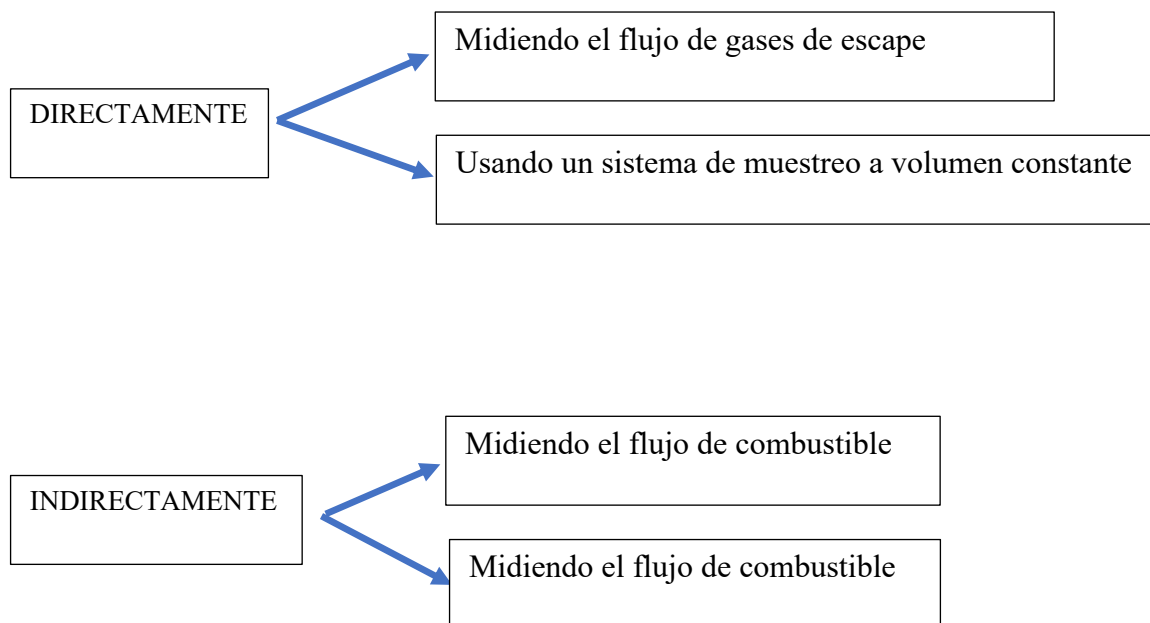 Midiendo el flujo de gases de escape
DIRECTAMENTE
Usando un sistema de muestreo a volumen constante
Midiendo el flujo de combustible
INDIRECTAMENTE
Midiendo el flujo de combustible